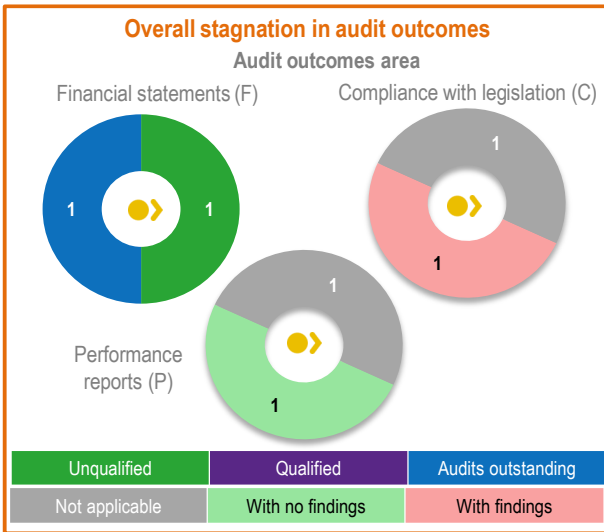 Overall stagnation in audit outcomes
Audit outcomes area
Financial statements (F)
Compliance with legislation (C)
1
1
1
1
Performance
reports (P)
1
1
Unqualified Qualified Audits outstanding
Not applicable With no findings With findings